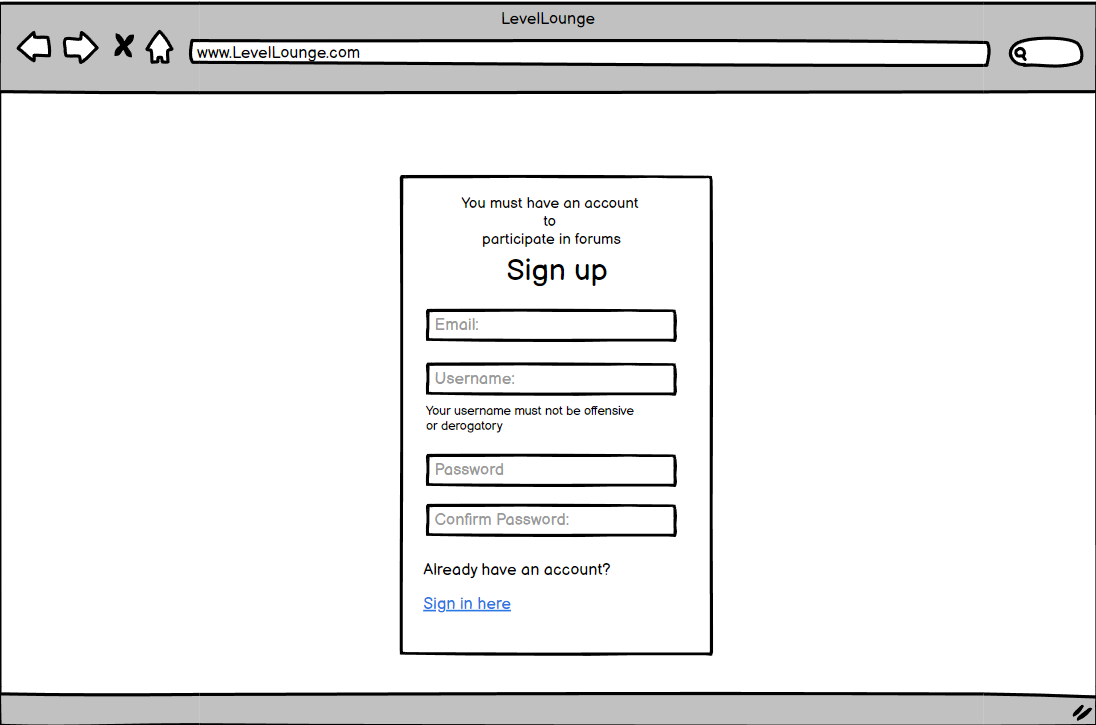 LevelLounge
www.LevelLounge.com
You must have an account
to
participate in forums
Sign up
Email:
Username:
Your username must not be offensive
or derogatory
Password
Confirm Password:
Already have an account?
Sign in here